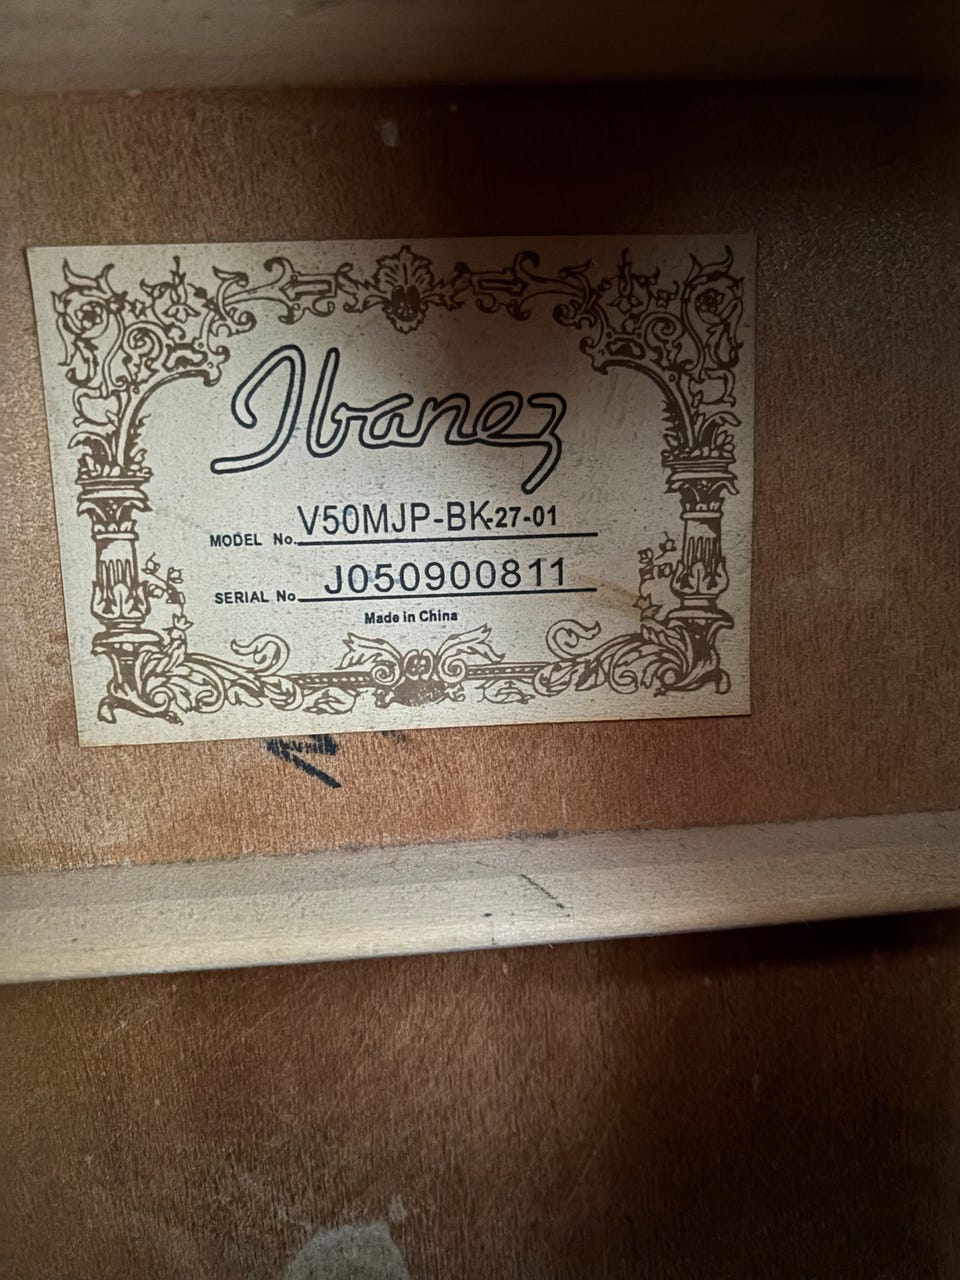 Ibanez
MODEL No. V50MJP-BK-27-01
SERIAL No. J050900811
Made in China